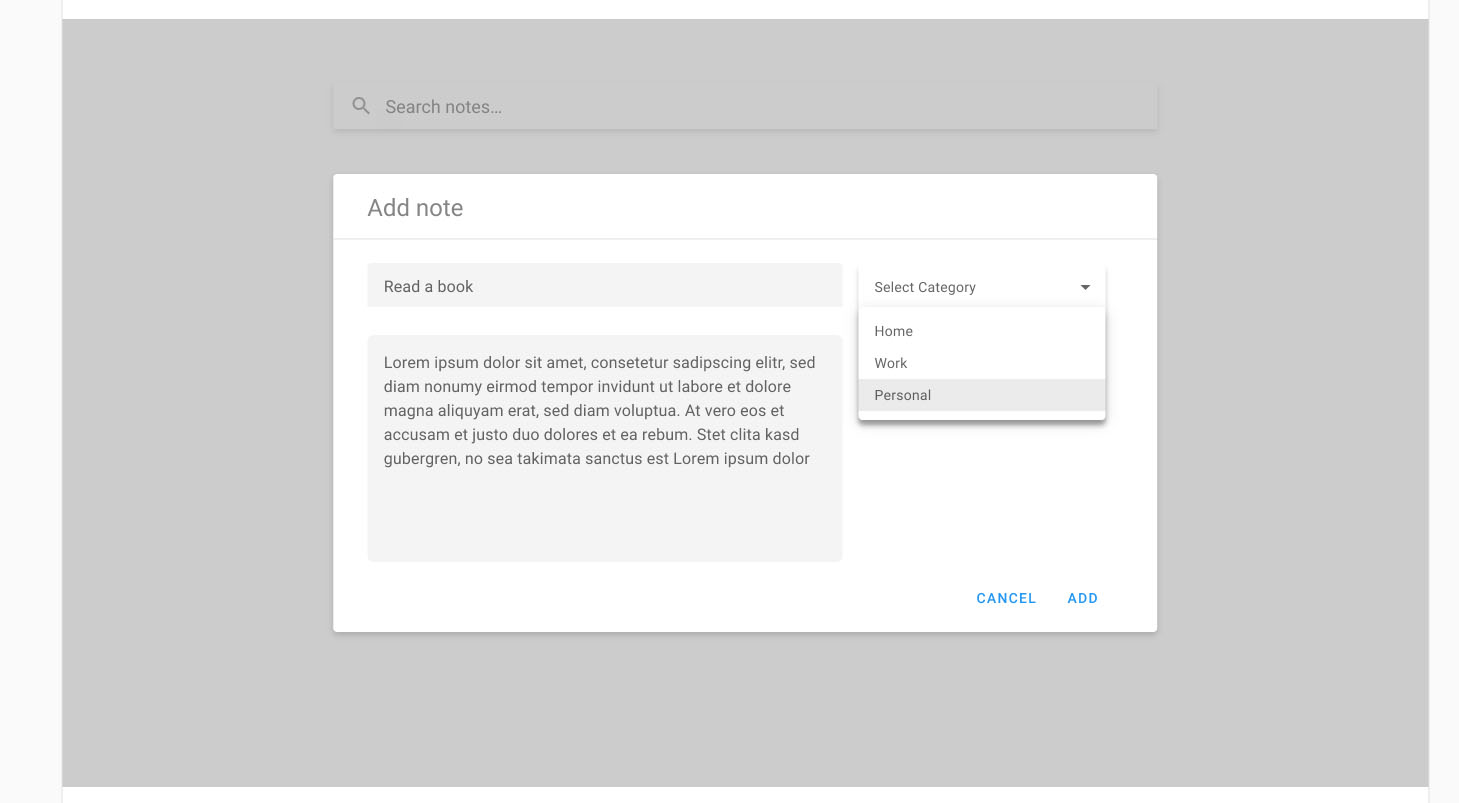 Search notes…
Add note
Read a book
Select Category
Home
Work
Personal
Lorem ipsum dolor sit amet, consetetur sadipscing elitr, sed
diam nonumy eirmod tempor invidunt ut labore et dolore
magna aliquyam erat, sed diam voluptua. At vero eos et
accusam et justo duo dolores et ea rebum. Stet clita kasd
gubergren, no sea takimata sanctus est Lorem ipsum dolor
CANCEL
ADD